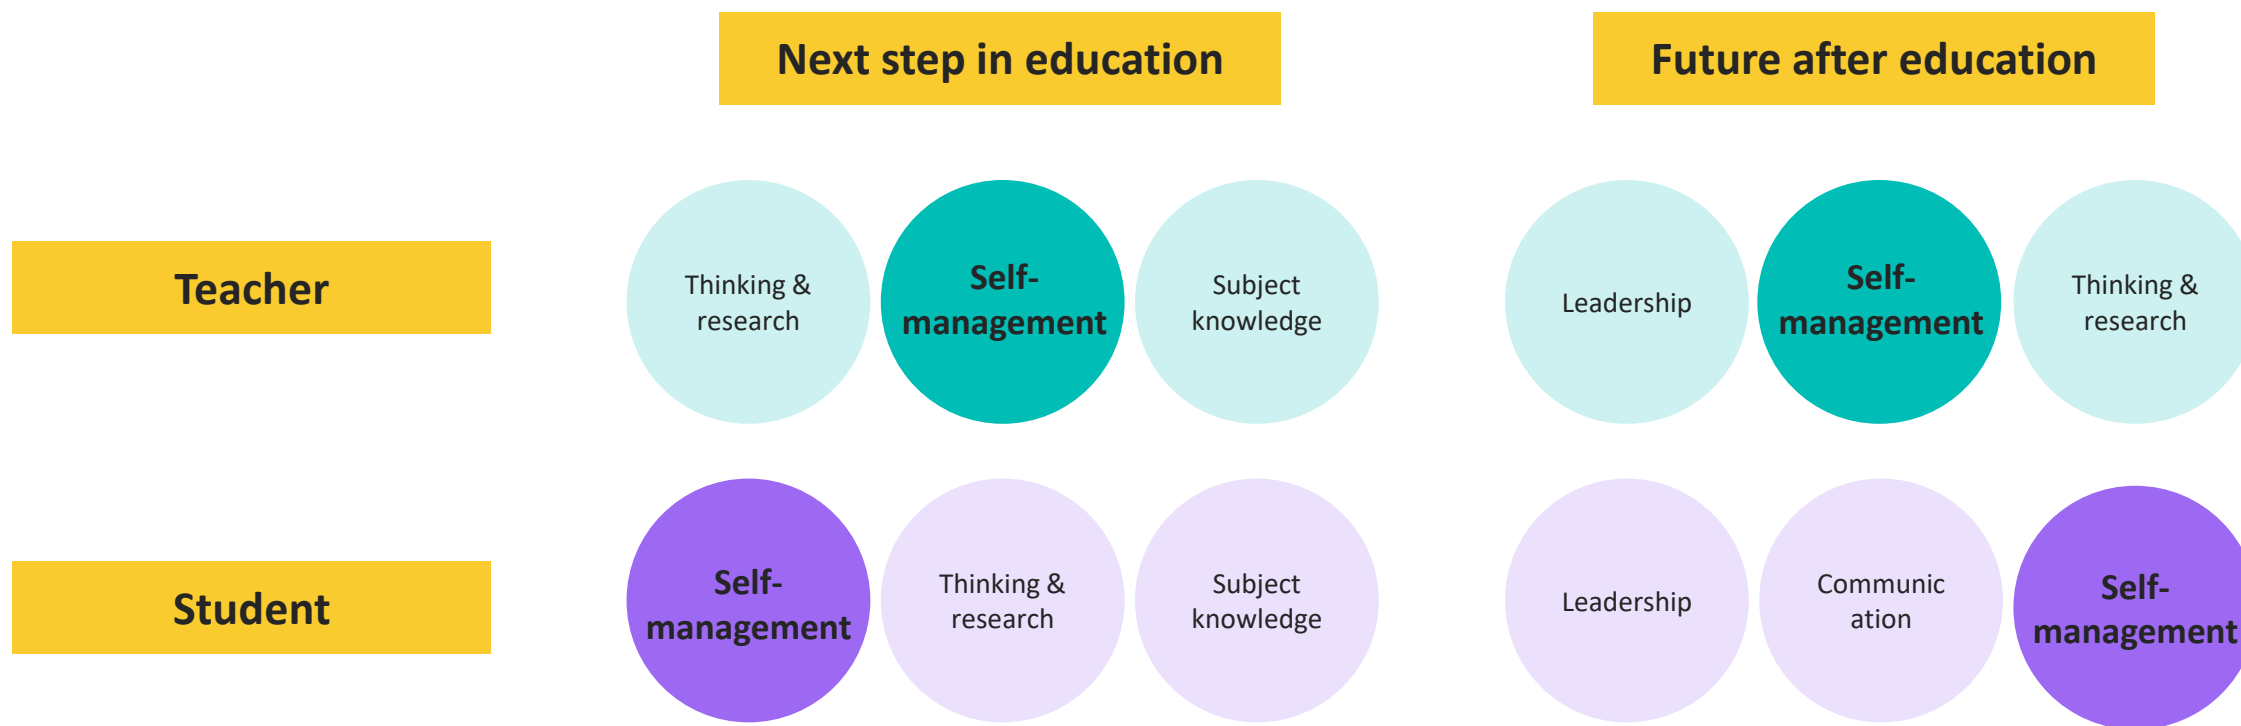 Next step in education
Future after education
Teacher
Thinking &
research
Self-
management
Subject
knowledge
Leadership
Self-
management
Thinking &
research
Student
Self-
management
Thinking &
research
Subject
knowledge
Leadership
Communic
ation
Self-
management